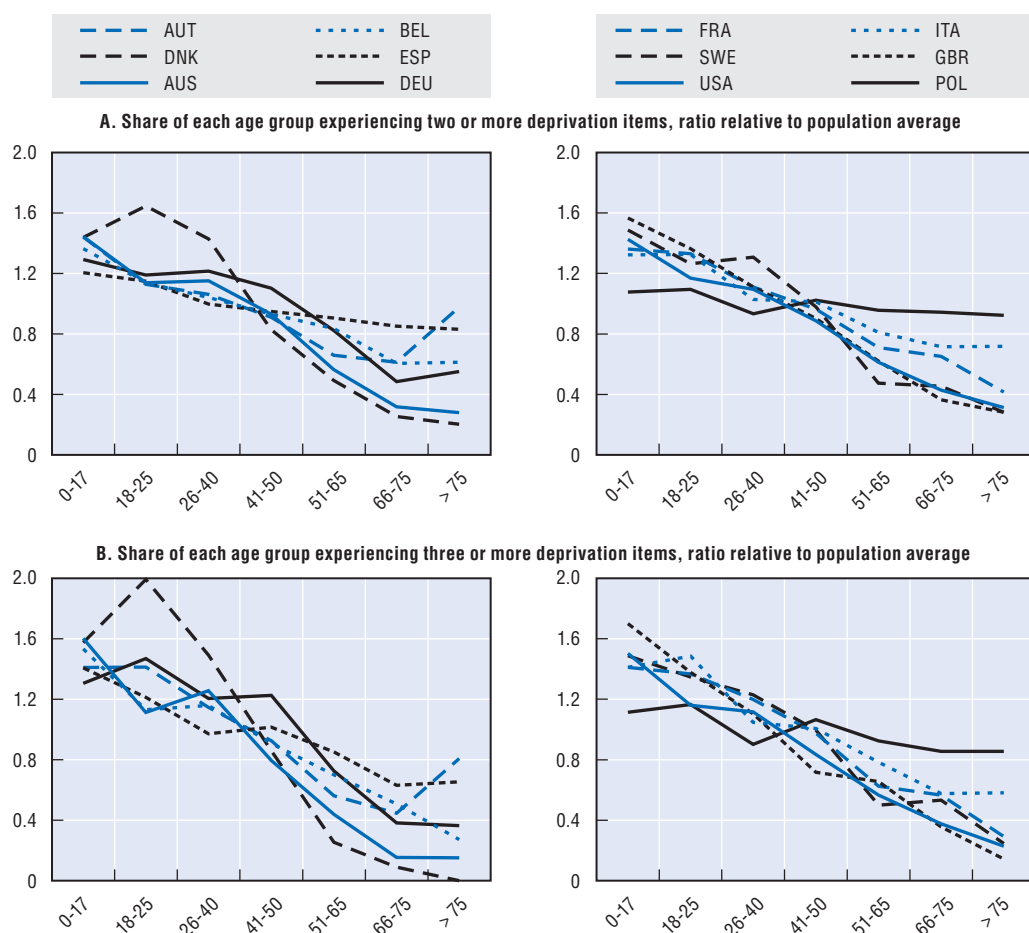 AUT BEL FRA ITA
DNK ESP SWE GBR
AUS DEU USA POL
A. Share of each age group experiencing two or more deprivation items, ratio relative to population average
2.0 2.0
1.6 1.6
1.2 1.2
0.8 0.8
0.4 0.4
0 0
0-17 18-25 26-40 41-50 51-65 66-75 > 75 0-17 18-25 26-40 41-50 51-65 66-75 > 75
B. Share of each age group experiencing three or more deprivation items, ratio relative to population average
2.0 2.0
1.6 1.6
1.2 1.2
0.8 0.8
0.4 0.4
0 0
0-17 18-25 26-40 41-50 51-65 66-75 > 75 0-17 18-25 26-40 41-50 51-65 66-75 > 75